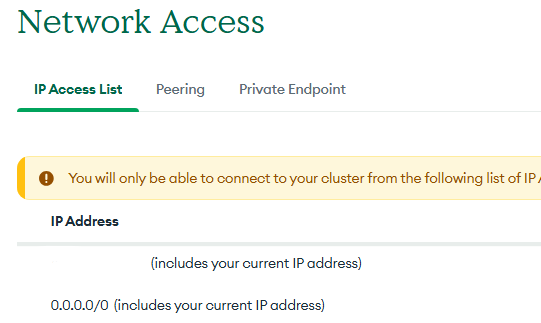 Network Access
IP Access List Peering Private Endpoint
You will only be able to connect to your cluster from the following list of IP
IP Address
(includes your current IP address)
0.0.0.0/0 (includes your current IP address)